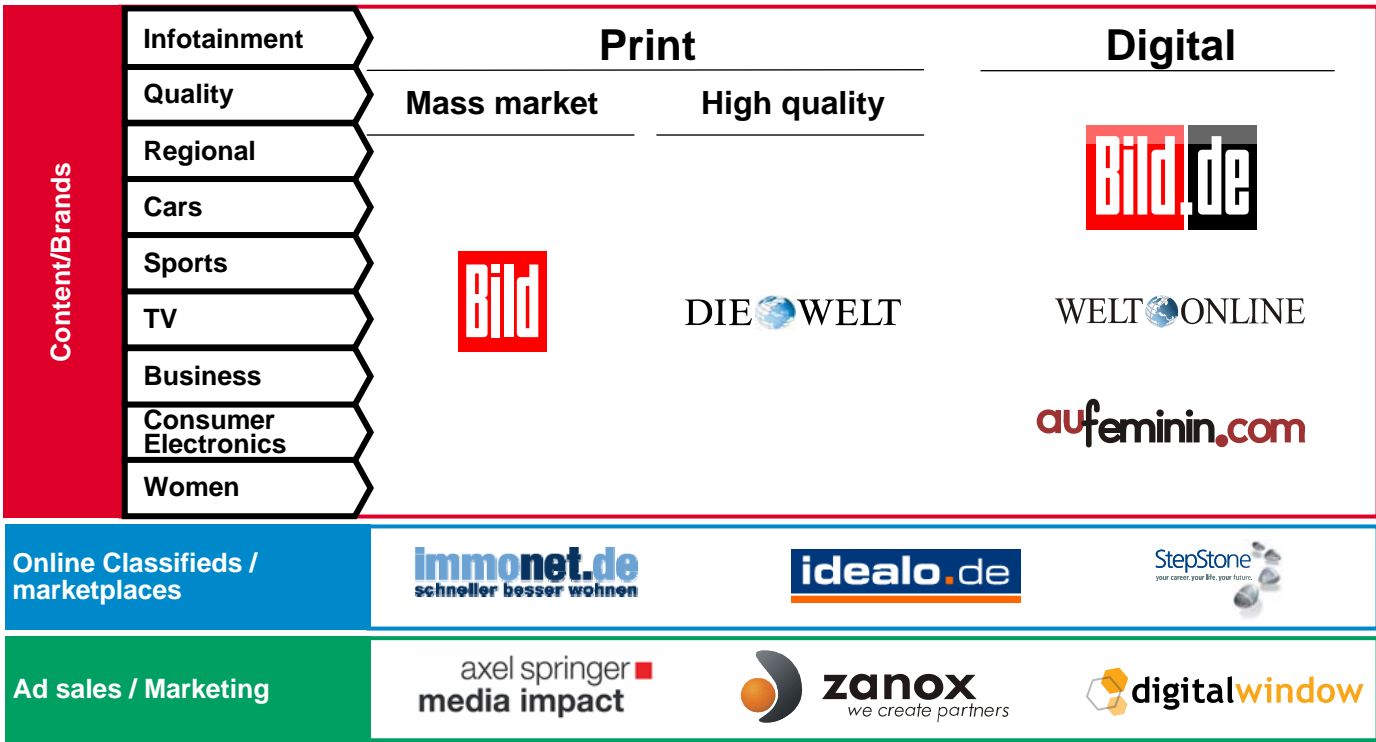 Content/Brands
Infotainment
Quality
Regional
Cars
Sports
TV
Business
Consumer
Electronics
Women
Print
Digital
Mass market
High quality
Bild
DIE WELT
Bild.de
WELT ONLINE
aufeminin.com
Online Classifieds /
marketplaces
immonet.de
schneller besser wohnen
idealo.de
StepStone
your career. your life. your future.
Ad sales / Marketing
axel springer
media impact
zanox
we create partners
digitalwindow